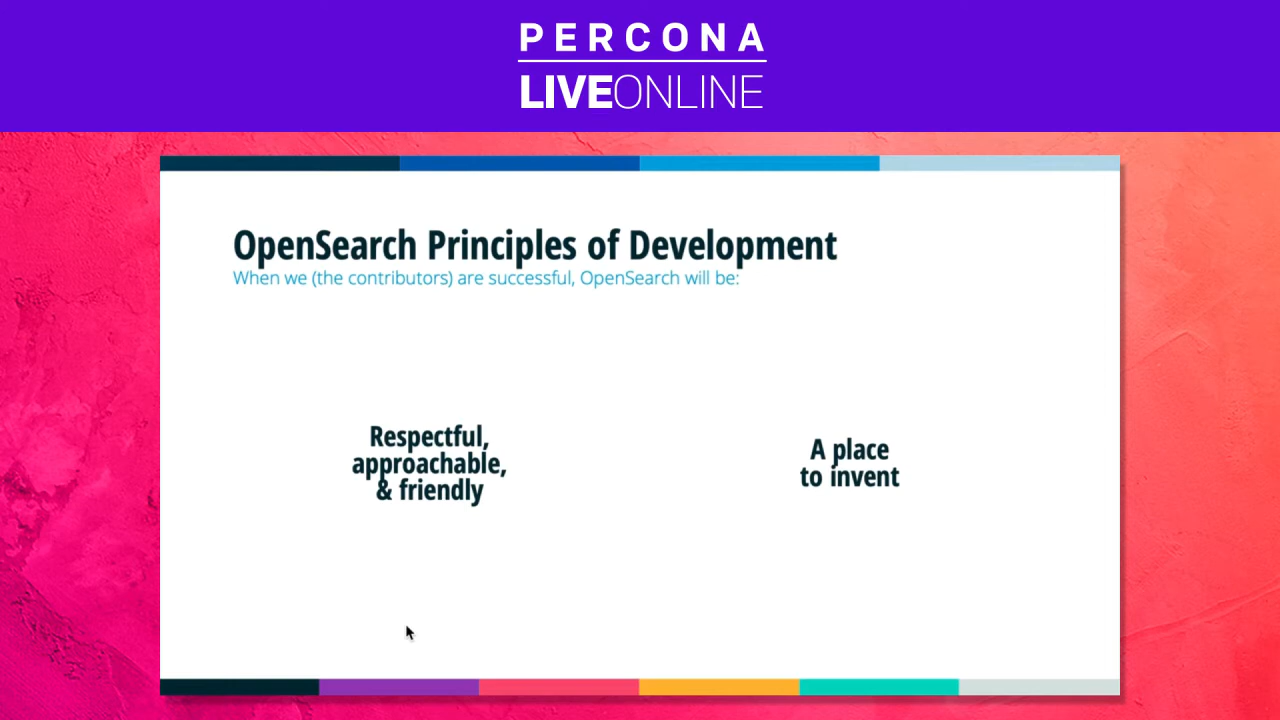 PERCONA
LIVEONLINE
OpenSearch Principles of Development
When we (the contributors) are successful, OpenSearch will be:
Respectful,
approachable,
& friendly
A place
to invent